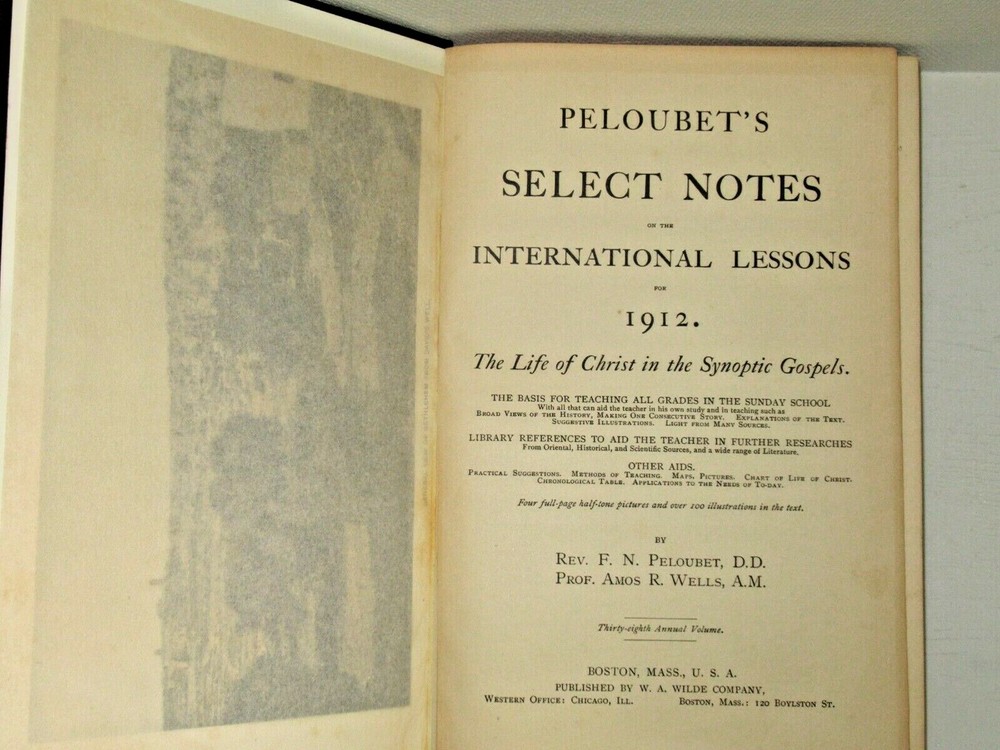 PELOUBET'S
SELECT NOTES
ON THE
INTERNATIONAL LESSONS
FOR
1912.
The Life of Christ in the Synoptic Gospels.
THE BASIS FOR TEACHING ALL GRADES IN THE SUNDAY SCHOOL
With all that can aid the teacher in his own study and in teaching such as
BROAD VIEWS OF THE HISTORY, MAKING ONE CONSECUTIVE STORY. EXPLANATIONS OF THE TEXT.
SUGGESTIVE ILLUSTRATIONS. LIGHT FROM MANY SOURCES.
LIBRARY REFERENCES TO AID THE TEACHER IN FURTHER RESEARCHES
From Oriental, Historical, and Scientific Sources, and a wide range of Literature.
OTHER AIDS.
PRACTICAL SUGGESTIONS. METHODS OF TEACHING. MAPS, PICTURES. CHART OF LIFE OF CHRIST.
CHRONOLOGICAL TABLE. APPLICATIONS TO THE NEEDS OF TO-DAY.
Four full-page half-tone pictures and over 100 illustrations in the text.
BY
REV. F. N. PELOUBET, D.D.
PROF. AMOS R. WELLS, A.M.
Thirty-eighth Annual Volume.
BOSTON, MASS., U. S. A.
PUBLISHED BY W. A. WILDE COMPANY,
WESTERN OFFICE: CHICAGO, ILL. BOSTON, MASS.: 120 BOYLSTON ST.